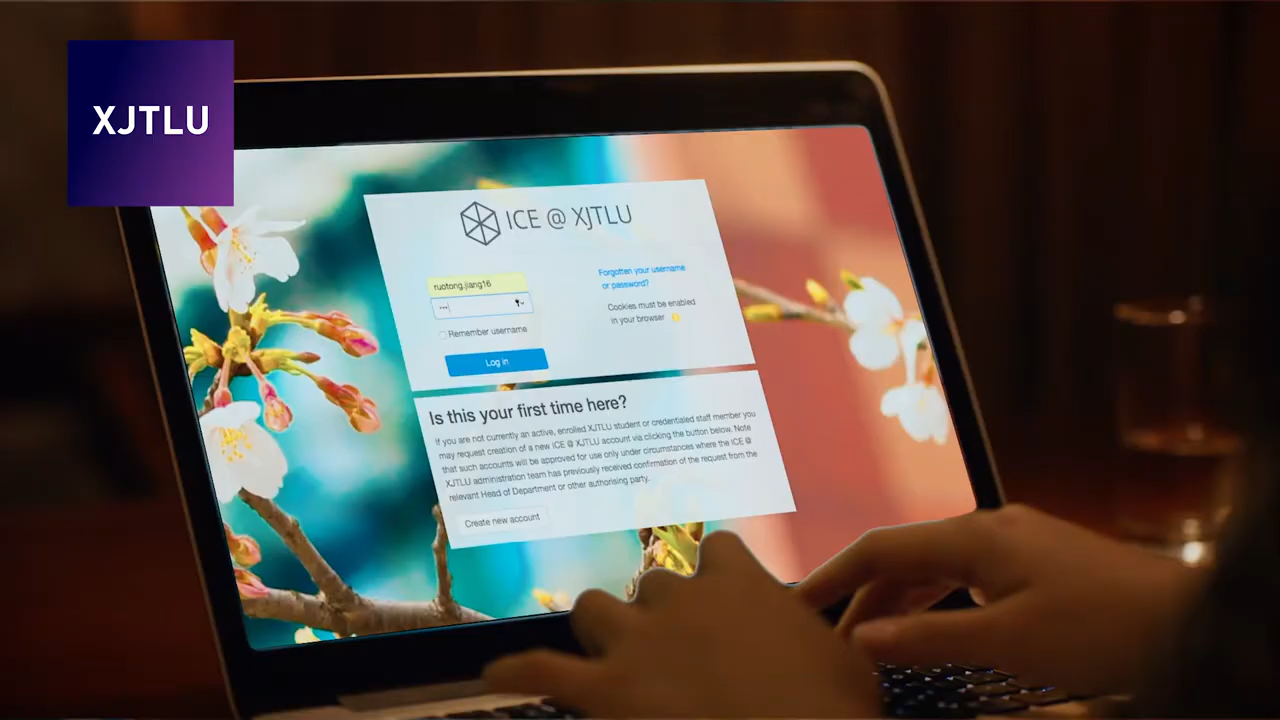 XJTLU
ICE @ XJTLU
ruotong.jiang16
Remember username
Log in
Forgotten your username
or password?
Cookies must be enabled
in your browser
Is this your first time here?
If you are not currently an active, enrolled XJTLU student or credentialed staff member you
may request creation of a new ICE @ XJTLU account via clicking the button below. Note
that such accounts will be approved for use only under circumstances where the ICE @
XJTLU administration team has previously received confirmation of the request from the
relevant Head of Department or other authorising party.
Create new account